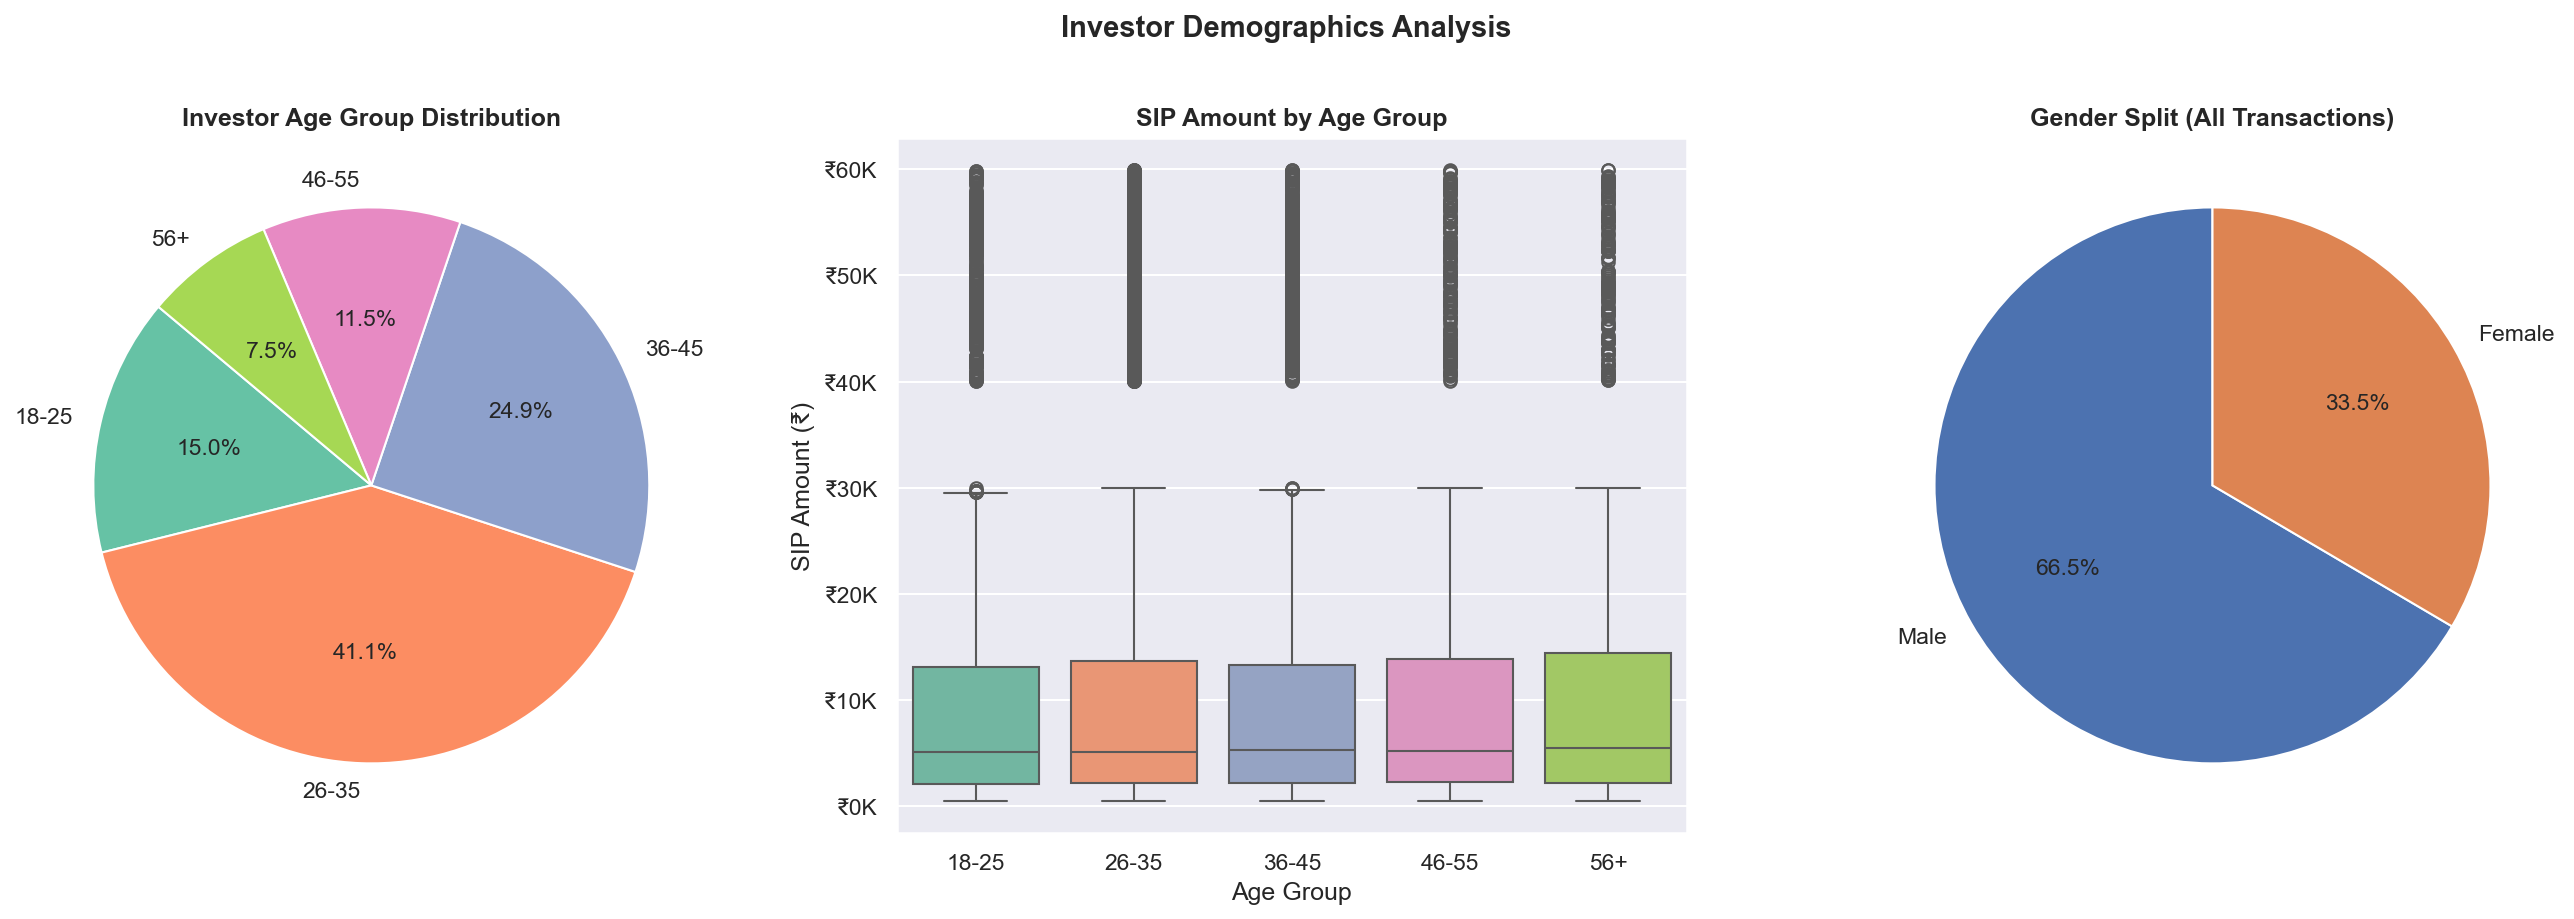 Investor Demographics Analysis
Investor Age Group Distribution
46-55
56+
36-45
11.5%
7.5%
24.9%
18-25
15.0%
41.1%
26-35
SIP Amount by Age Group
SIP Amount (₹)
₹60K
₹50K
₹40K
₹30K
₹20K
₹10K
₹0K
18-25 26-35 36-45 46-55 56+
Age Group
Gender Split (All Transactions)
Female
33.5%
66.5%
Male